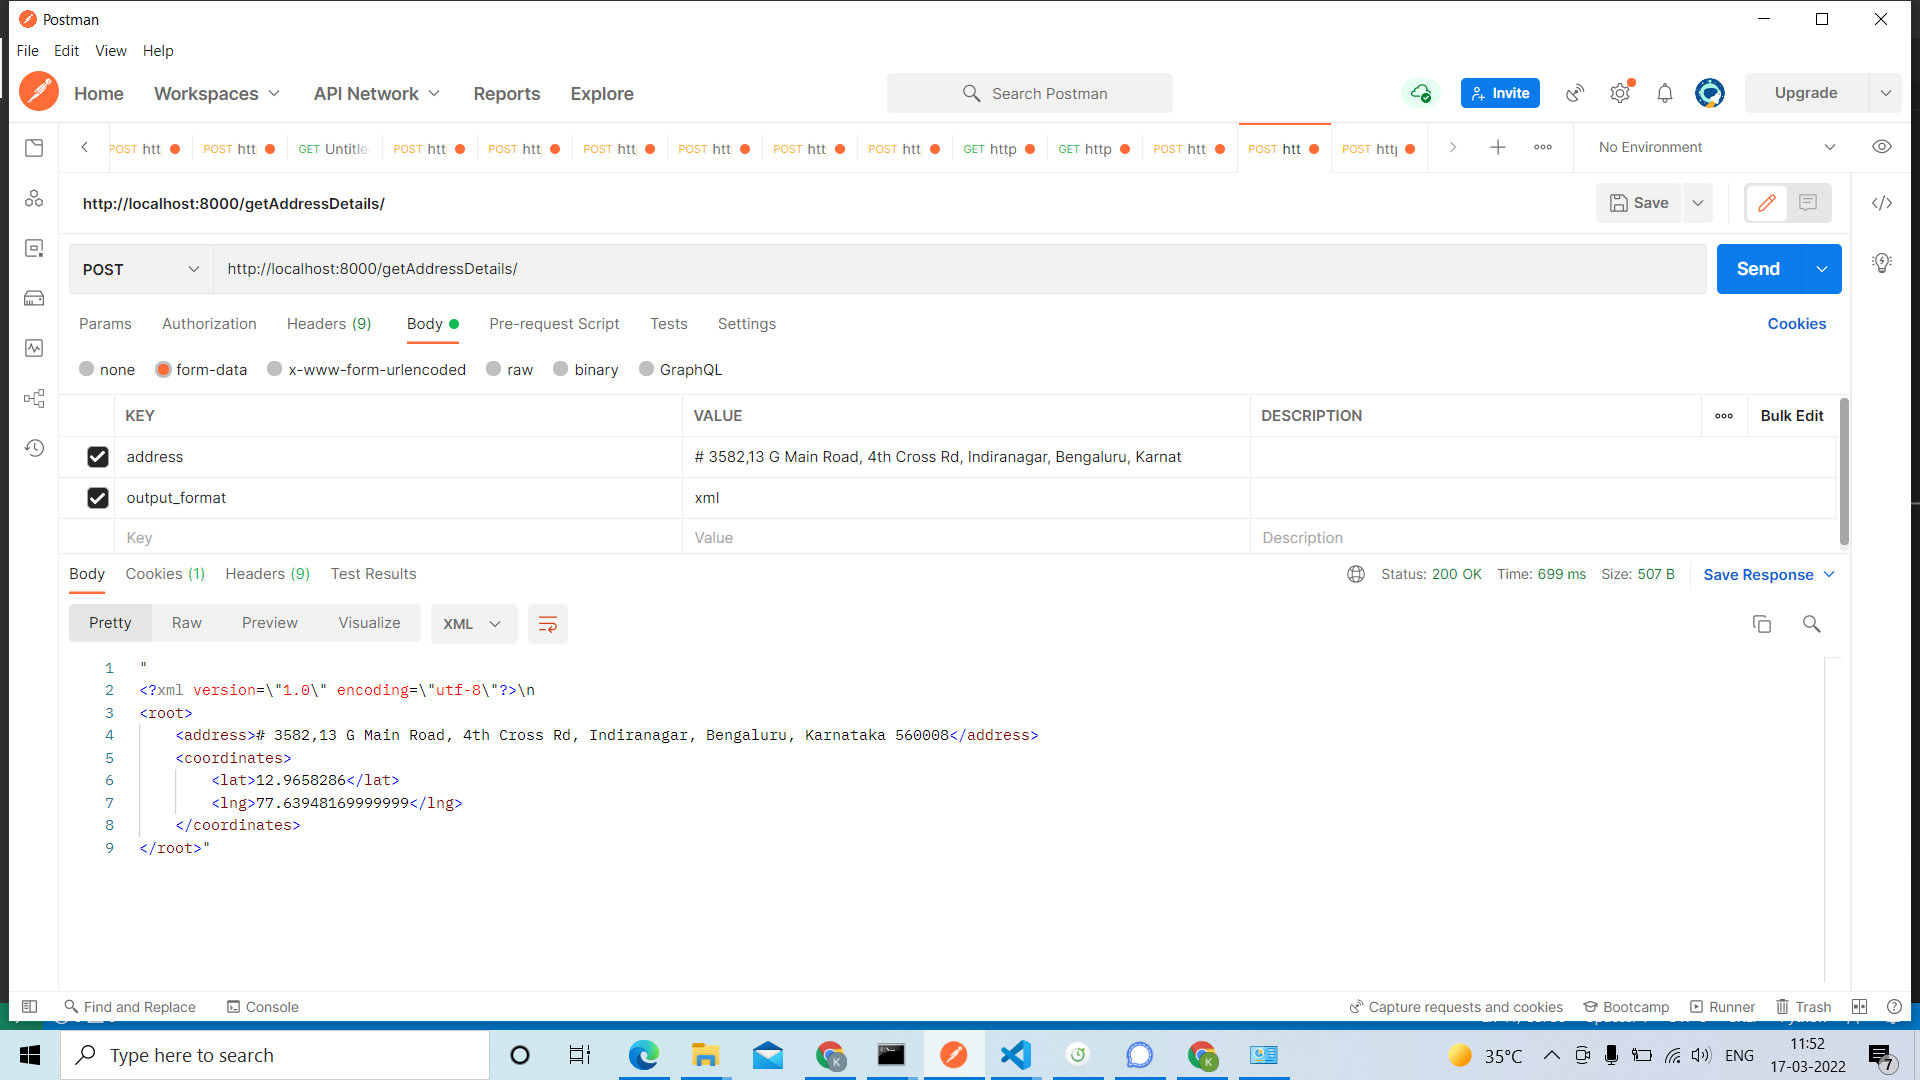 Postman
File Edit View Help
Home Workspaces API Network Reports Explore Search Postman Invite Upgrade
POST htt POST htt GET Untitle POST htt POST htt POST htt POST htt POST htt POST htt GET http GET http POST htt POST htt POST http No Environment
http://localhost:8000/getAddressDetails/ Save
POST http://localhost:8000/getAddressDetails/ Send
Params Authorization Headers (9) Body Pre-request Script Tests Settings Cookies
none form-data x-www-form-urlencoded raw binary GraphQL
KEY VALUE DESCRIPTION Bulk Edit
address # 3582,13 G Main Road, 4th Cross Rd, Indiranagar, Bengaluru, Karnat
output_format xml
Key Value Description
Body Cookies (1) Headers (9) Test Results Status: 200 OK Time: 699 ms Size: 507 B Save Response
Pretty Raw Preview Visualize XML
1 "
2 <?xml version=\"1.0\" encoding=\"utf-8\"?>\n
3 <root>
4 <address># 3582,13 G Main Road, 4th Cross Rd, Indiranagar, Bengaluru, Karnataka 560008</address>
5 <coordinates>
6 <lat>12.9658286</lat>
7 <lng>77.63948169999999</lng>
8 </coordinates>
9 </root>"
Find and Replace Console Capture requests and cookies Bootcamp Runner Trash
Type here to search K K 35°C ENG 11:52
17-03-2022 7